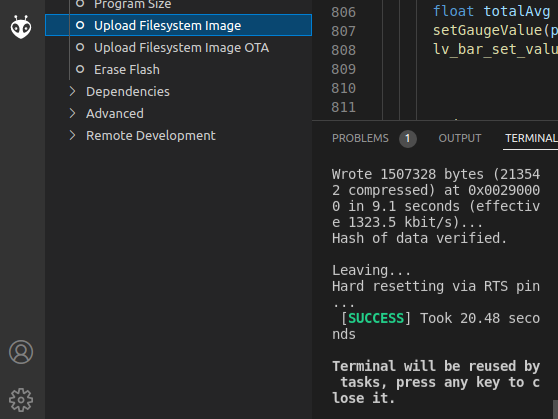 Program Size
Upload Filesystem Image
Upload Filesystem Image OTA
Erase Flash
Dependencies
Advanced
Remote Development
806 float totalAvg
807 setGaugeValue(p
808 lv_bar_set_valu
809
810
811
PROBLEMS 1 OUTPUT TERMINAL
Wrote 1507328 bytes (21354
2 compressed) at 0x0029000
0 in 9.1 seconds (effectiv
e 1323.5 kbit/s)...
Hash of data verified.
Leaving...
Hard resetting via RTS pin
...
[SUCCESS] Took 20.48 seco
nds
Terminal will be reused by
tasks, press any key to c
lose it.